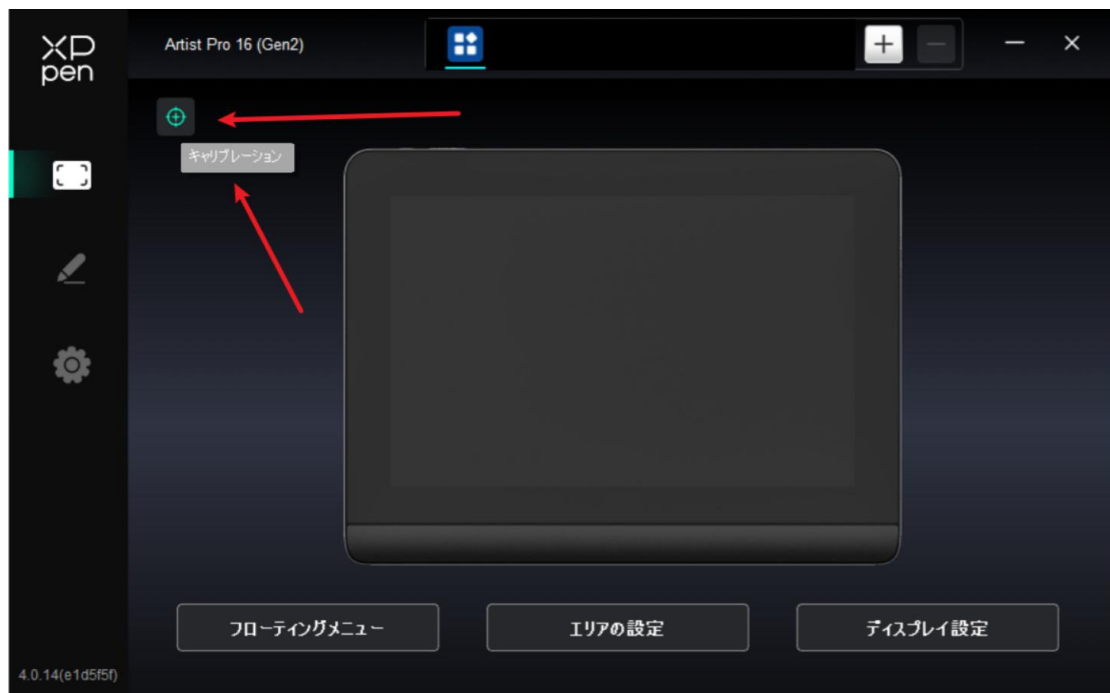 XP
pen
Artist Pro 16 (Gen2)
キャリブレーション
フローティングメニュー
エリアの設定
ディスプレイ設定
4.0.14(e1d5f5f)